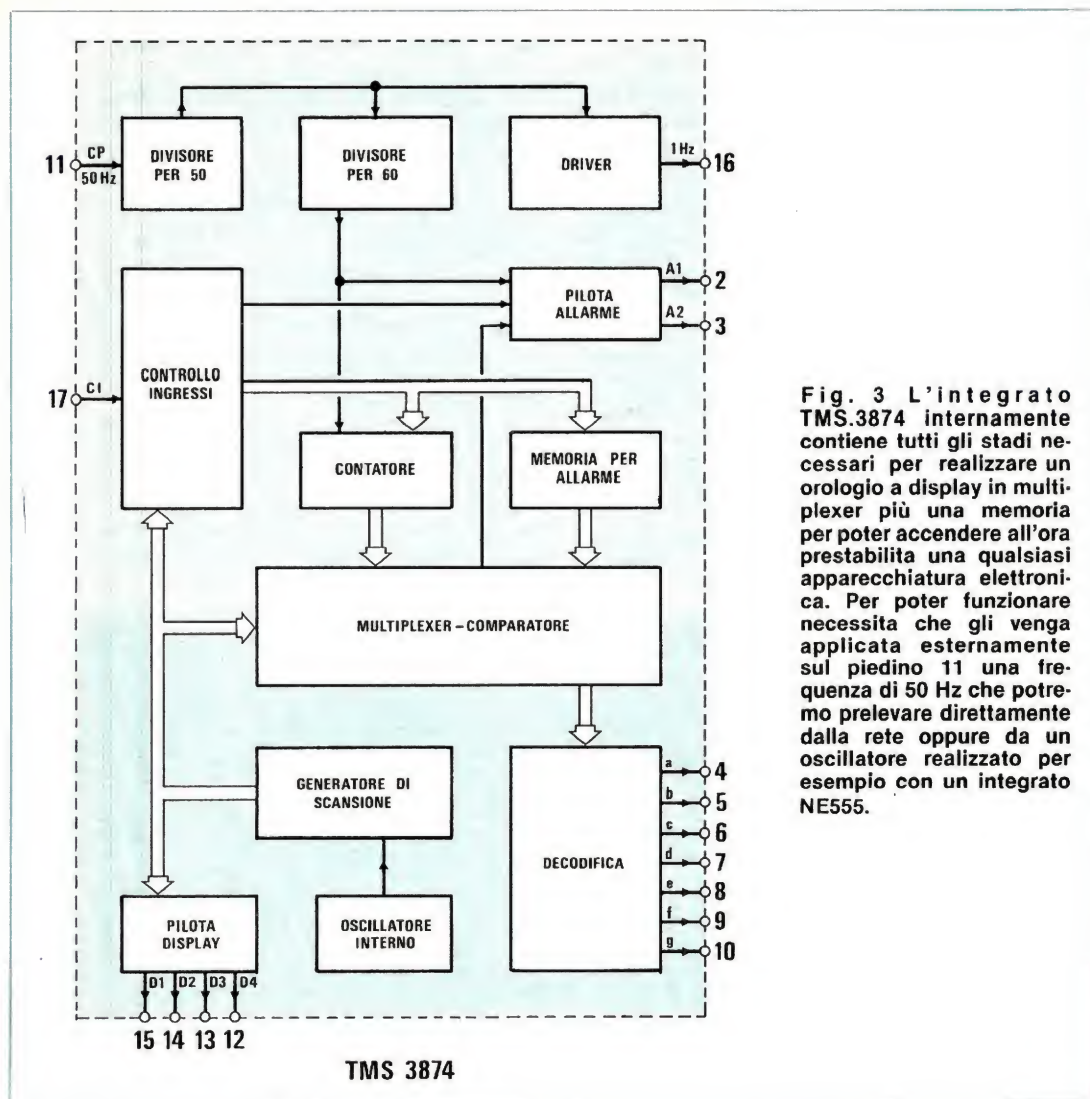 DIVISORE
PER 50
DIVISORE
PER 60
DRIVER
11
CP
50 Hz
1 Hz
16
CONTROLLO
INGRESSI
PILOTA
ALLARME
A1
2
A2
3
17
CI
CONTATORE
MEMORIA PER
ALLARME
MULTIPLEXER – COMPARATORE
GENERATORE DI
SCANSIONE
OSCILLATORE
INTERNO
DECODIFICA
a
4
b
5
c
6
d
7
e
8
f
9
g
10
PILOTA
DISPLAY
D1
D2
D3
D4
15
14
13
12
TMS 3874
Fig. 3 L'integrato
TMS.3874 internamente
contiene tutti gli stadi ne-
cessari per realizzare un
orologio a display in multi-
plexer più una memoria
per poter accendere all'ora
prestabilita una qualsiasi
apparecchiatura elettroni-
ca. Per poter funzionare
necessita che gli venga
applicata esternamente
sul piedino 11 una fre-
quenza di 50 Hz che potre-
mo prelevare direttamente
dalla rete oppure da un
oscillatore realizzato per
esempio con un integrato
NE555.